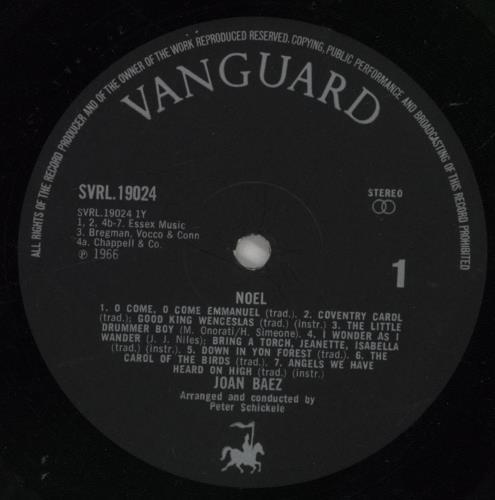 ALL RIGHTS OF THE RECORD PRODUCER AND OF THE OWNER OF THE WORK REPRODUCED RESERVED. COPYING, PUBLIC PERFORMANCE AND BROADCASTING OF THIS RECORD PROHIBITED
VANGUARD
SVRL.19024
STEREO
SVRL.19024 1Y
1, 2, 4b-7. Essex Music
3. Bregman, Vocco & Conn
4a. Chappell & Co.
℗ 1966
1
NOEL
1. O COME, O COME EMMANUEL (trad.) 2. COVENTRY CAROL
(trad.); GOOD KING WENCESLAS (trad.) (instr.) 3. THE LITTLE
DRUMMER BOY (M. Onorati/H. Simeone). 4. I WONDER AS I
WANDER (J. J. Niles); BRING A TORCH, JEANETTE, ISABELLA
(trad.) (instr.) 5. DOWN IN YON FOREST (trad.) 6. THE
CAROL OF THE BIRDS (trad.) 7. ANGELS WE HAVE
HEARD ON HIGH (trad.) (instr.)
JOAN BAEZ
Arranged and conducted by
Peter Schickele